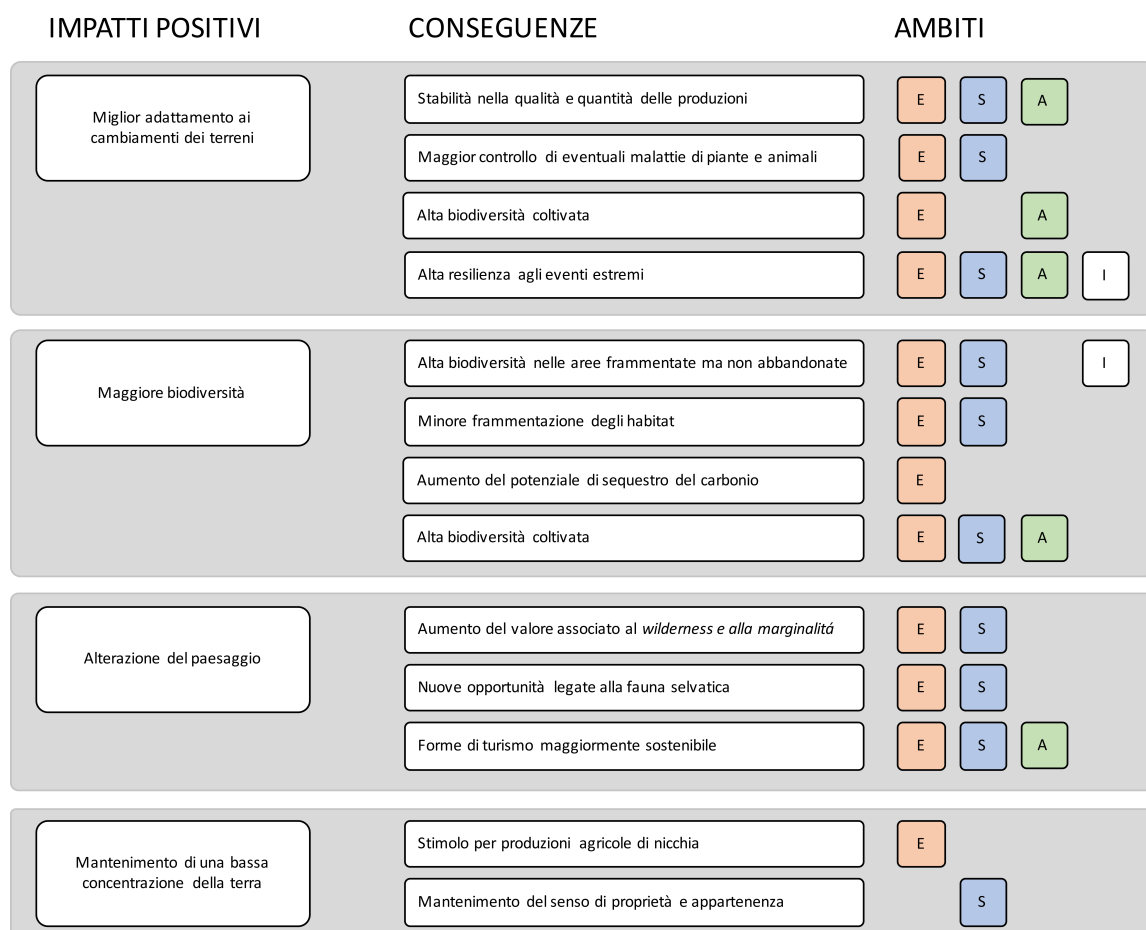 IMPATTI POSITIVI CONSEGUENZE AMBITI
Miglior adattamento ai
cambiamenti dei terreni
Stabilità nella qualità e quantità delle produzioni E S A
Maggior controllo di eventuali malattie di piante e animali E S
Alta biodiversità coltivata E A
Alta resilienza agli eventi estremi E S A I
Maggiore biodiversità
Alta biodiversità nelle aree frammentate ma non abbandonate E S I
Minore frammentazione degli habitat E S
Aumento del potenziale di sequestro del carbonio E
Alta biodiversità coltivata E S A
Alterazione del paesaggio
Aumento del valore associato al wilderness e alla marginalitá E S
Nuove opportunità legate alla fauna selvatica E S
Forme di turismo maggiormente sostenibile E S A
Mantenimento di una bassa
concentrazione della terra
Stimolo per produzioni agricole di nicchia E
Mantenimento del senso di proprietà e appartenenza S